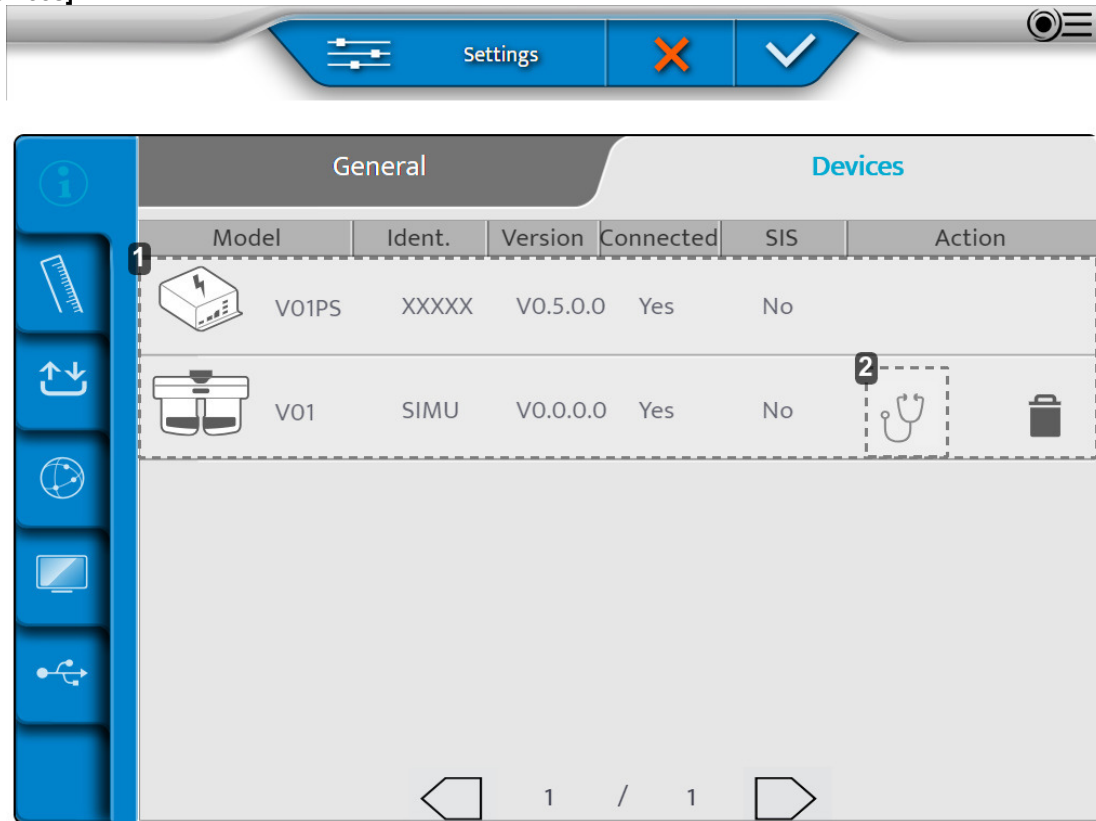 Settings
General Devices
Model Ident. Version Connected SIS Action
1
V01PS XXXXX V0.5.0.0 Yes No
2
V01 SIMU V0.0.0.0 Yes No
1 / 1